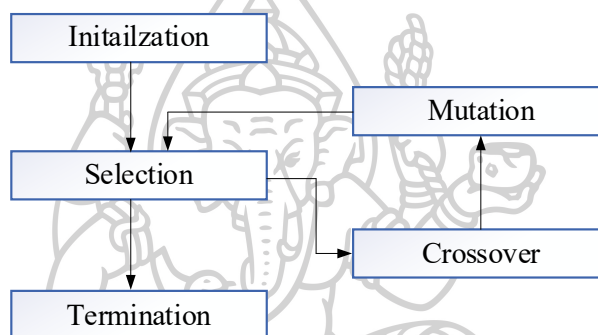 Initailzation
Mutation
Selection
Crossover
Termination